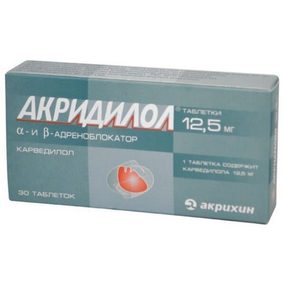 АКРИДИЛОЛ®
ТАБЛЕТКИ
12,5 мг
α- и β-АДРЕНОБЛОКАТОР
КАРВЕДИЛОЛ
1 ТАБЛЕТКА СОДЕРЖИТ
КАРВЕДИЛОЛА 12,5 мг
30 ТАБЛЕТОК
акрихин